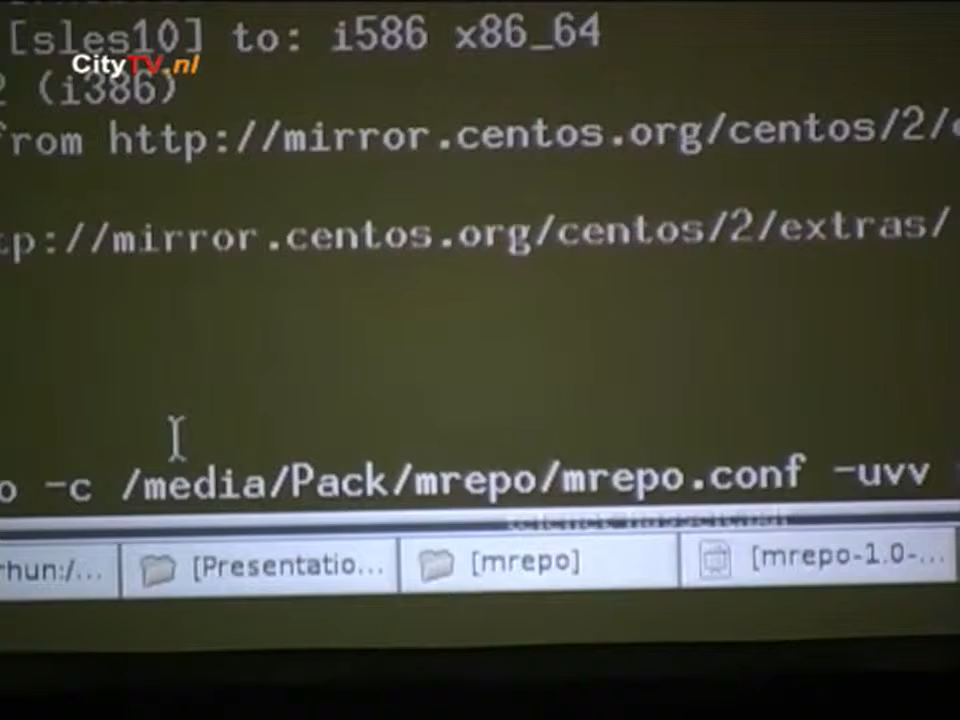 [sles10] to: i586 x86_64
CityTV.nl
2 (i386)
from http://mirror.centos.org/centos/2/
tp://mirror.centos.org/centos/2/extras/
o -c /media/Pack/mrepo/mrepo.conf -uvv
rhun:/... [Presentatio... [mrepo] [mrepo-1.0-...